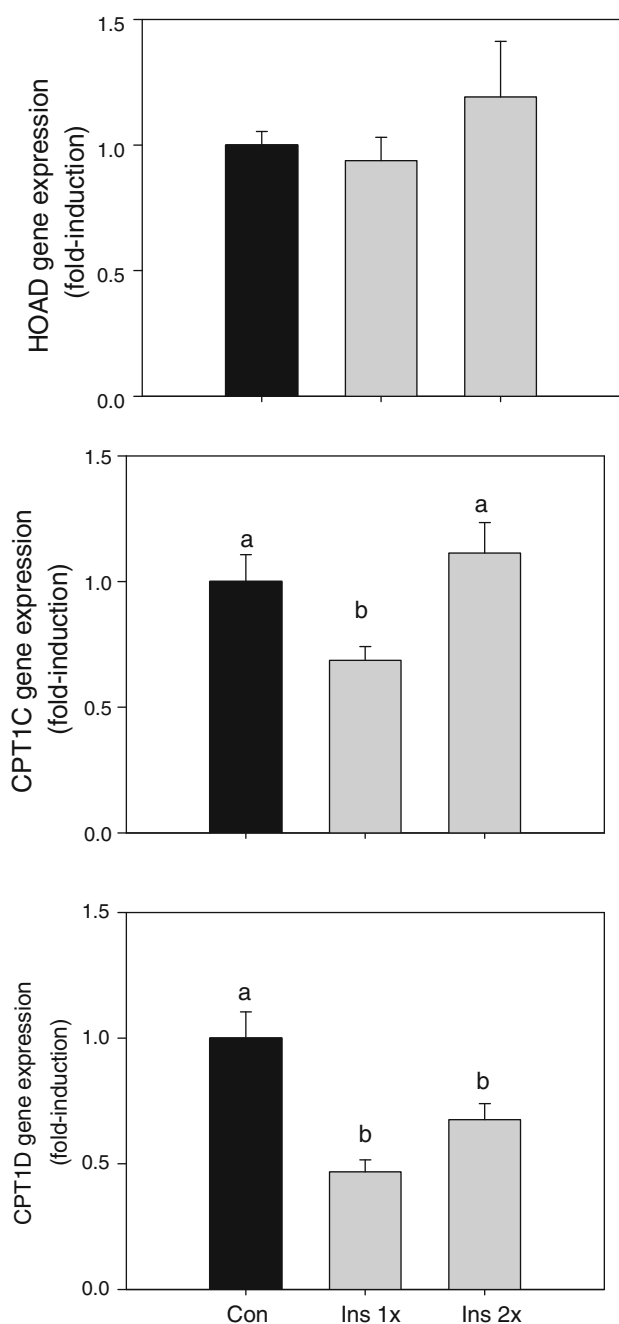 HOAD gene expression
(fold-induction)
1.5
1.0
0.5
0.0
CPT1C gene expression
(fold-induction)
1.5
1.0
0.5
0.0
a
b
a
CPT1D gene expression
(fold-induction)
1.5
1.0
0.5
0.0
a
b
b
Con
Ins 1x
Ins 2x